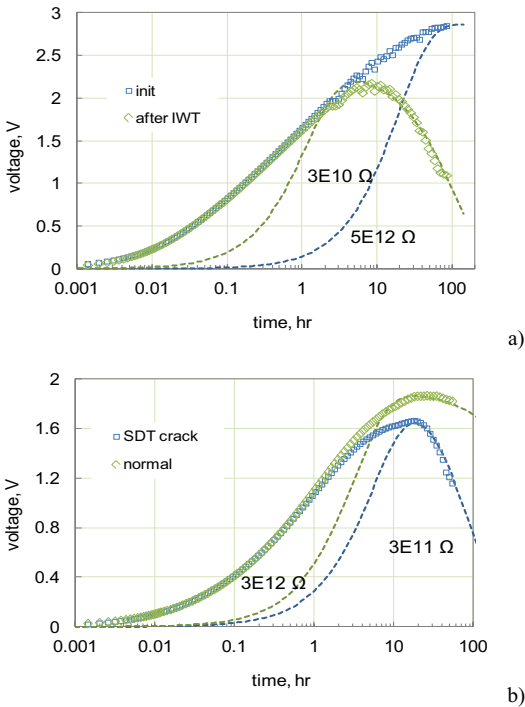 3
2.5
2
1.5
1
0.5
0
voltage, V
init
after IWT
3E10 Ω
5E12 Ω
0.001 0.01 0.1 1 10 100
time, hr
a)
2
1.6
1.2
0.8
0.4
0
voltage, V
SDT crack
normal
3E12 Ω
3E11 Ω
0.001 0.01 0.1 1 10 100
time, hr
b)